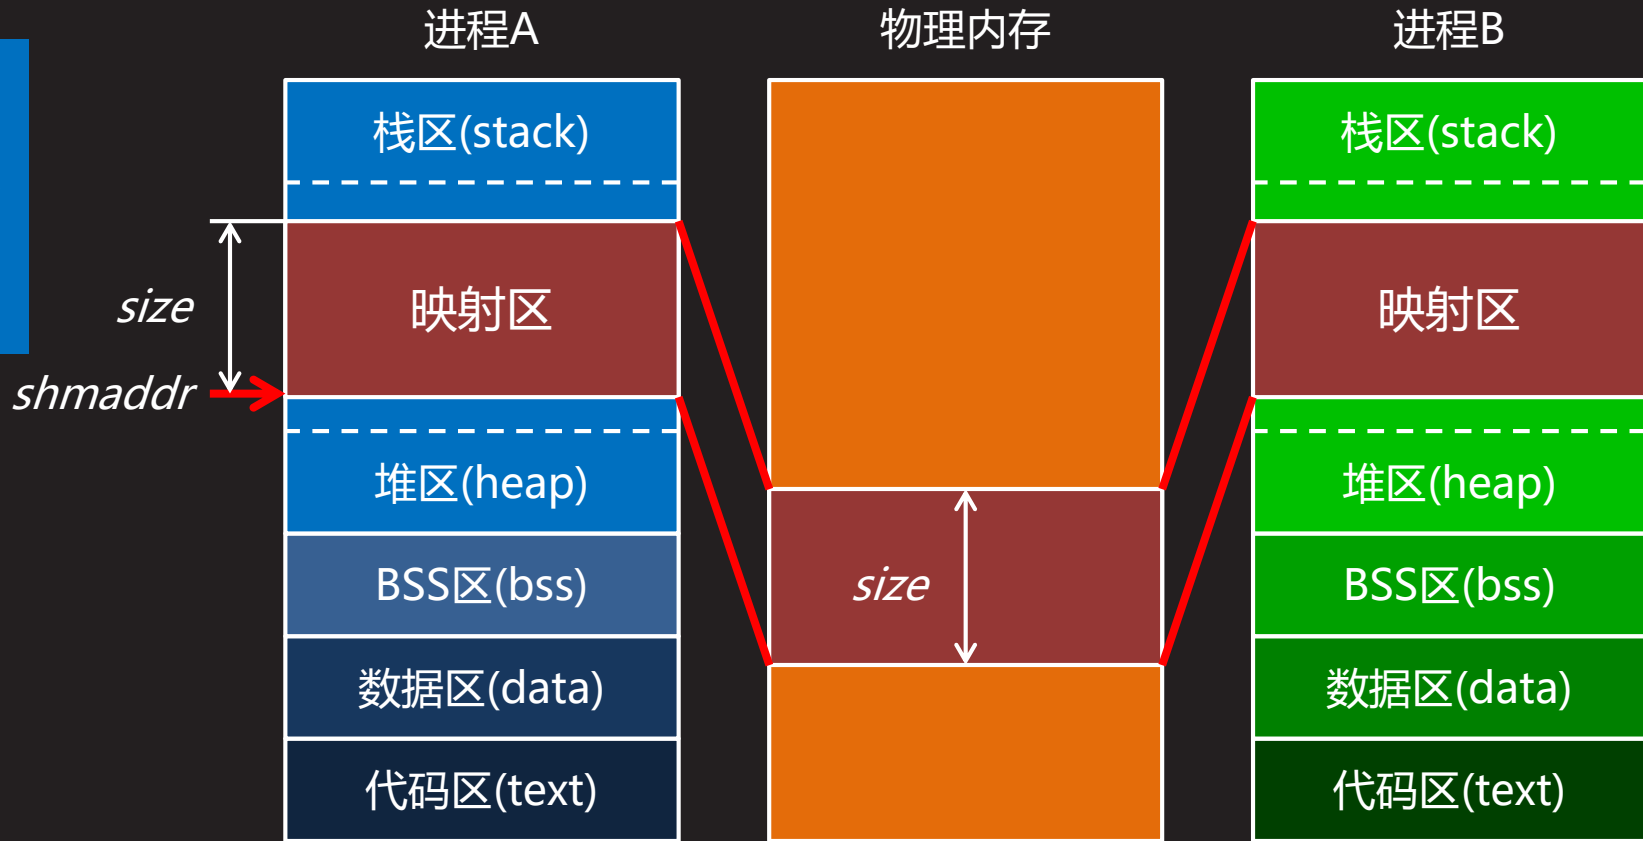 进程A
物理内存
进程B
栈区(stack)
栈区(stack)
size
映射区
映射区
shmaddr
堆区(heap)
堆区(heap)
BSS区(bss)
size
BSS区(bss)
数据区(data)
数据区(data)
代码区(text)
代码区(text)